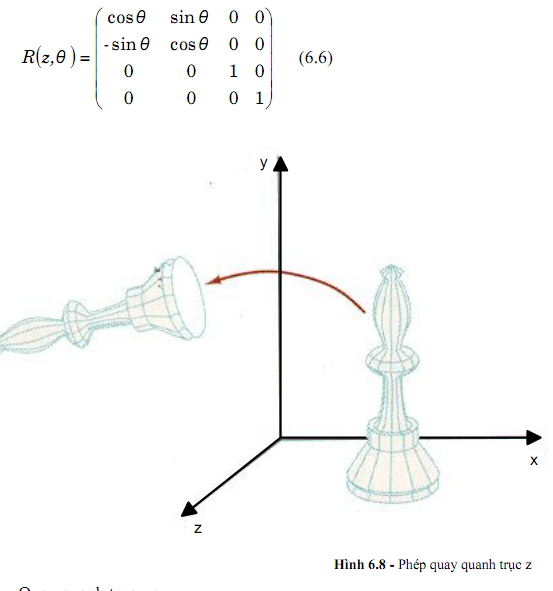 cosθ sinθ 0 0
-sinθ cosθ 0 0
R(z,θ) = (6.6)
0 0 1 0
0 0 0 1
y
x
z
Hình 6.8 - Phép quay quanh trục z